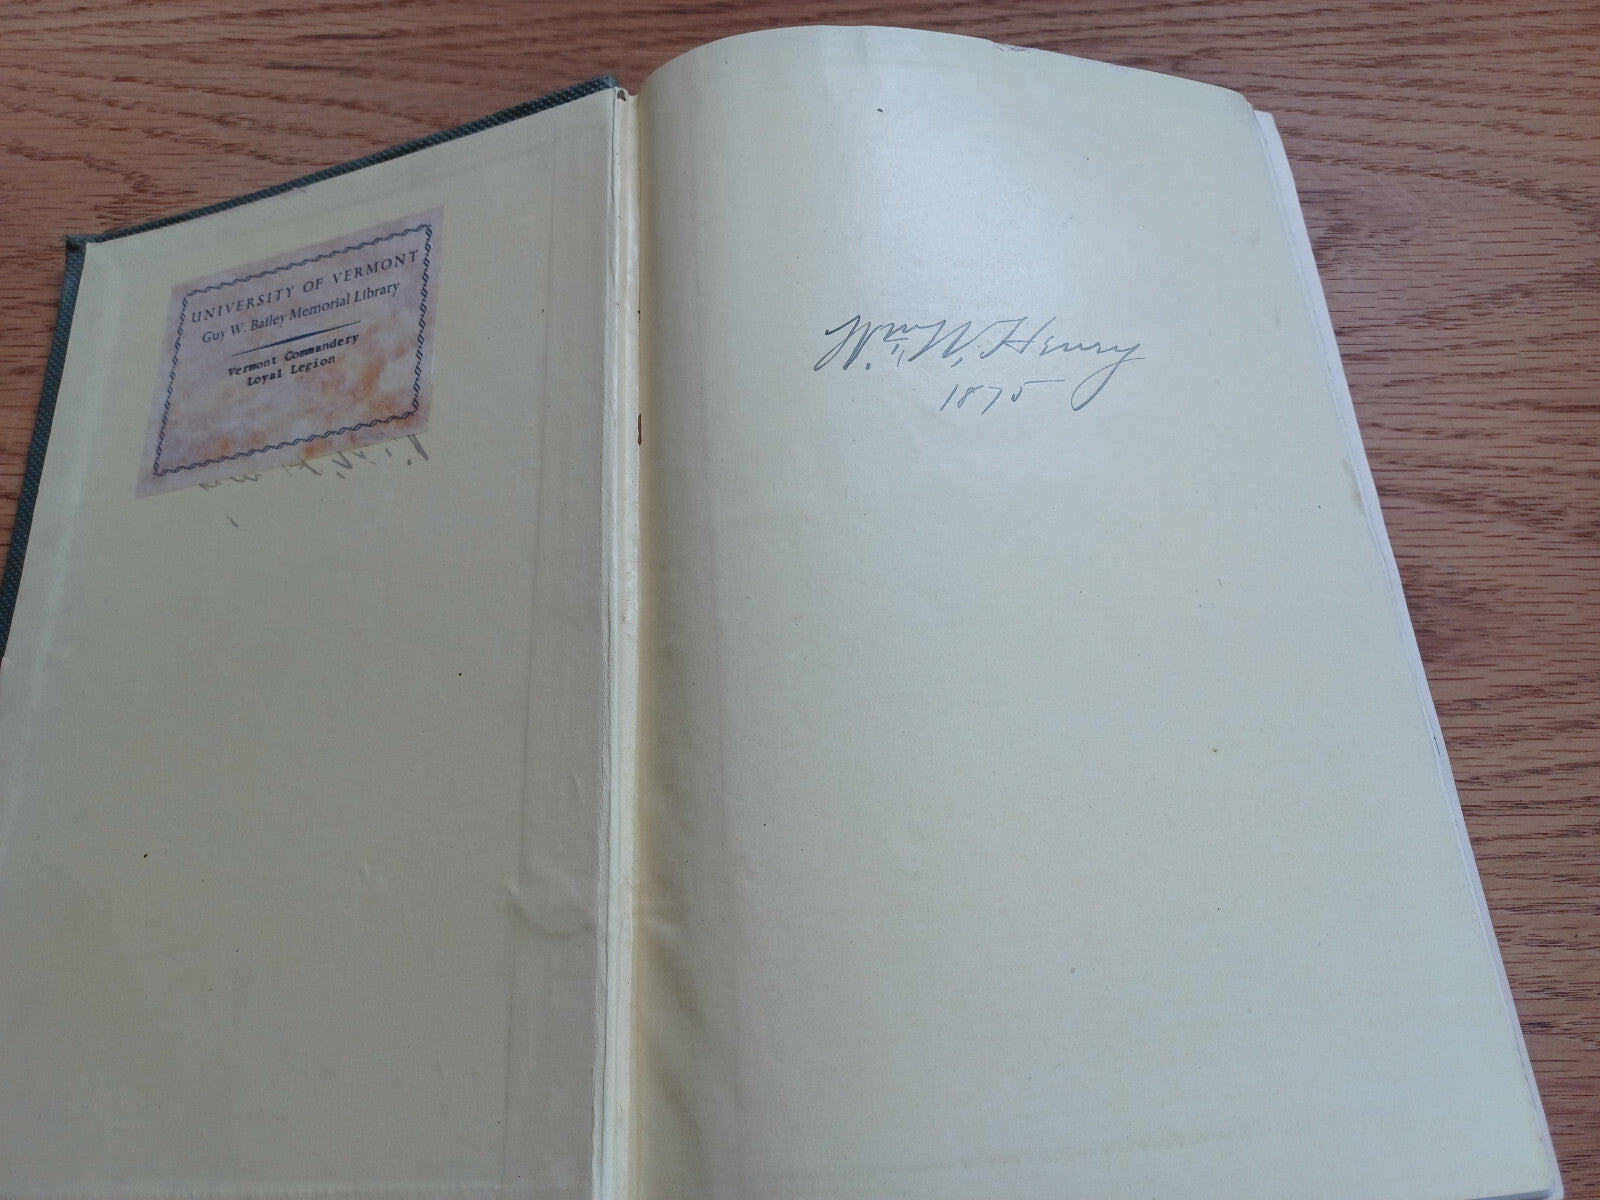 UNIVERSITY OF VERMONT
Guy W. Bailey Memorial Library
Vermont Commandery
Loyal Legion
Wm. W. Henry
1875